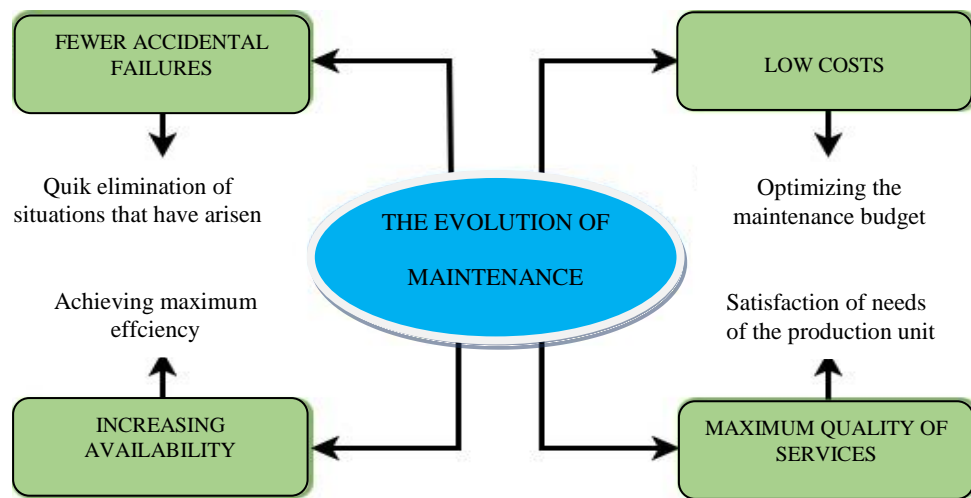 FEWER ACCIDENTAL
FAILURES
LOW COSTS
Quik elimination of
situations that have arisen
Optimizing the
maintenance budget
THE EVOLUTION OF
MAINTENANCE
Achieving maximum
effciency
Satisfaction of needs
of the production unit
INCREASING
AVAILABILITY
MAXIMUM QUALITY OF
SERVICES